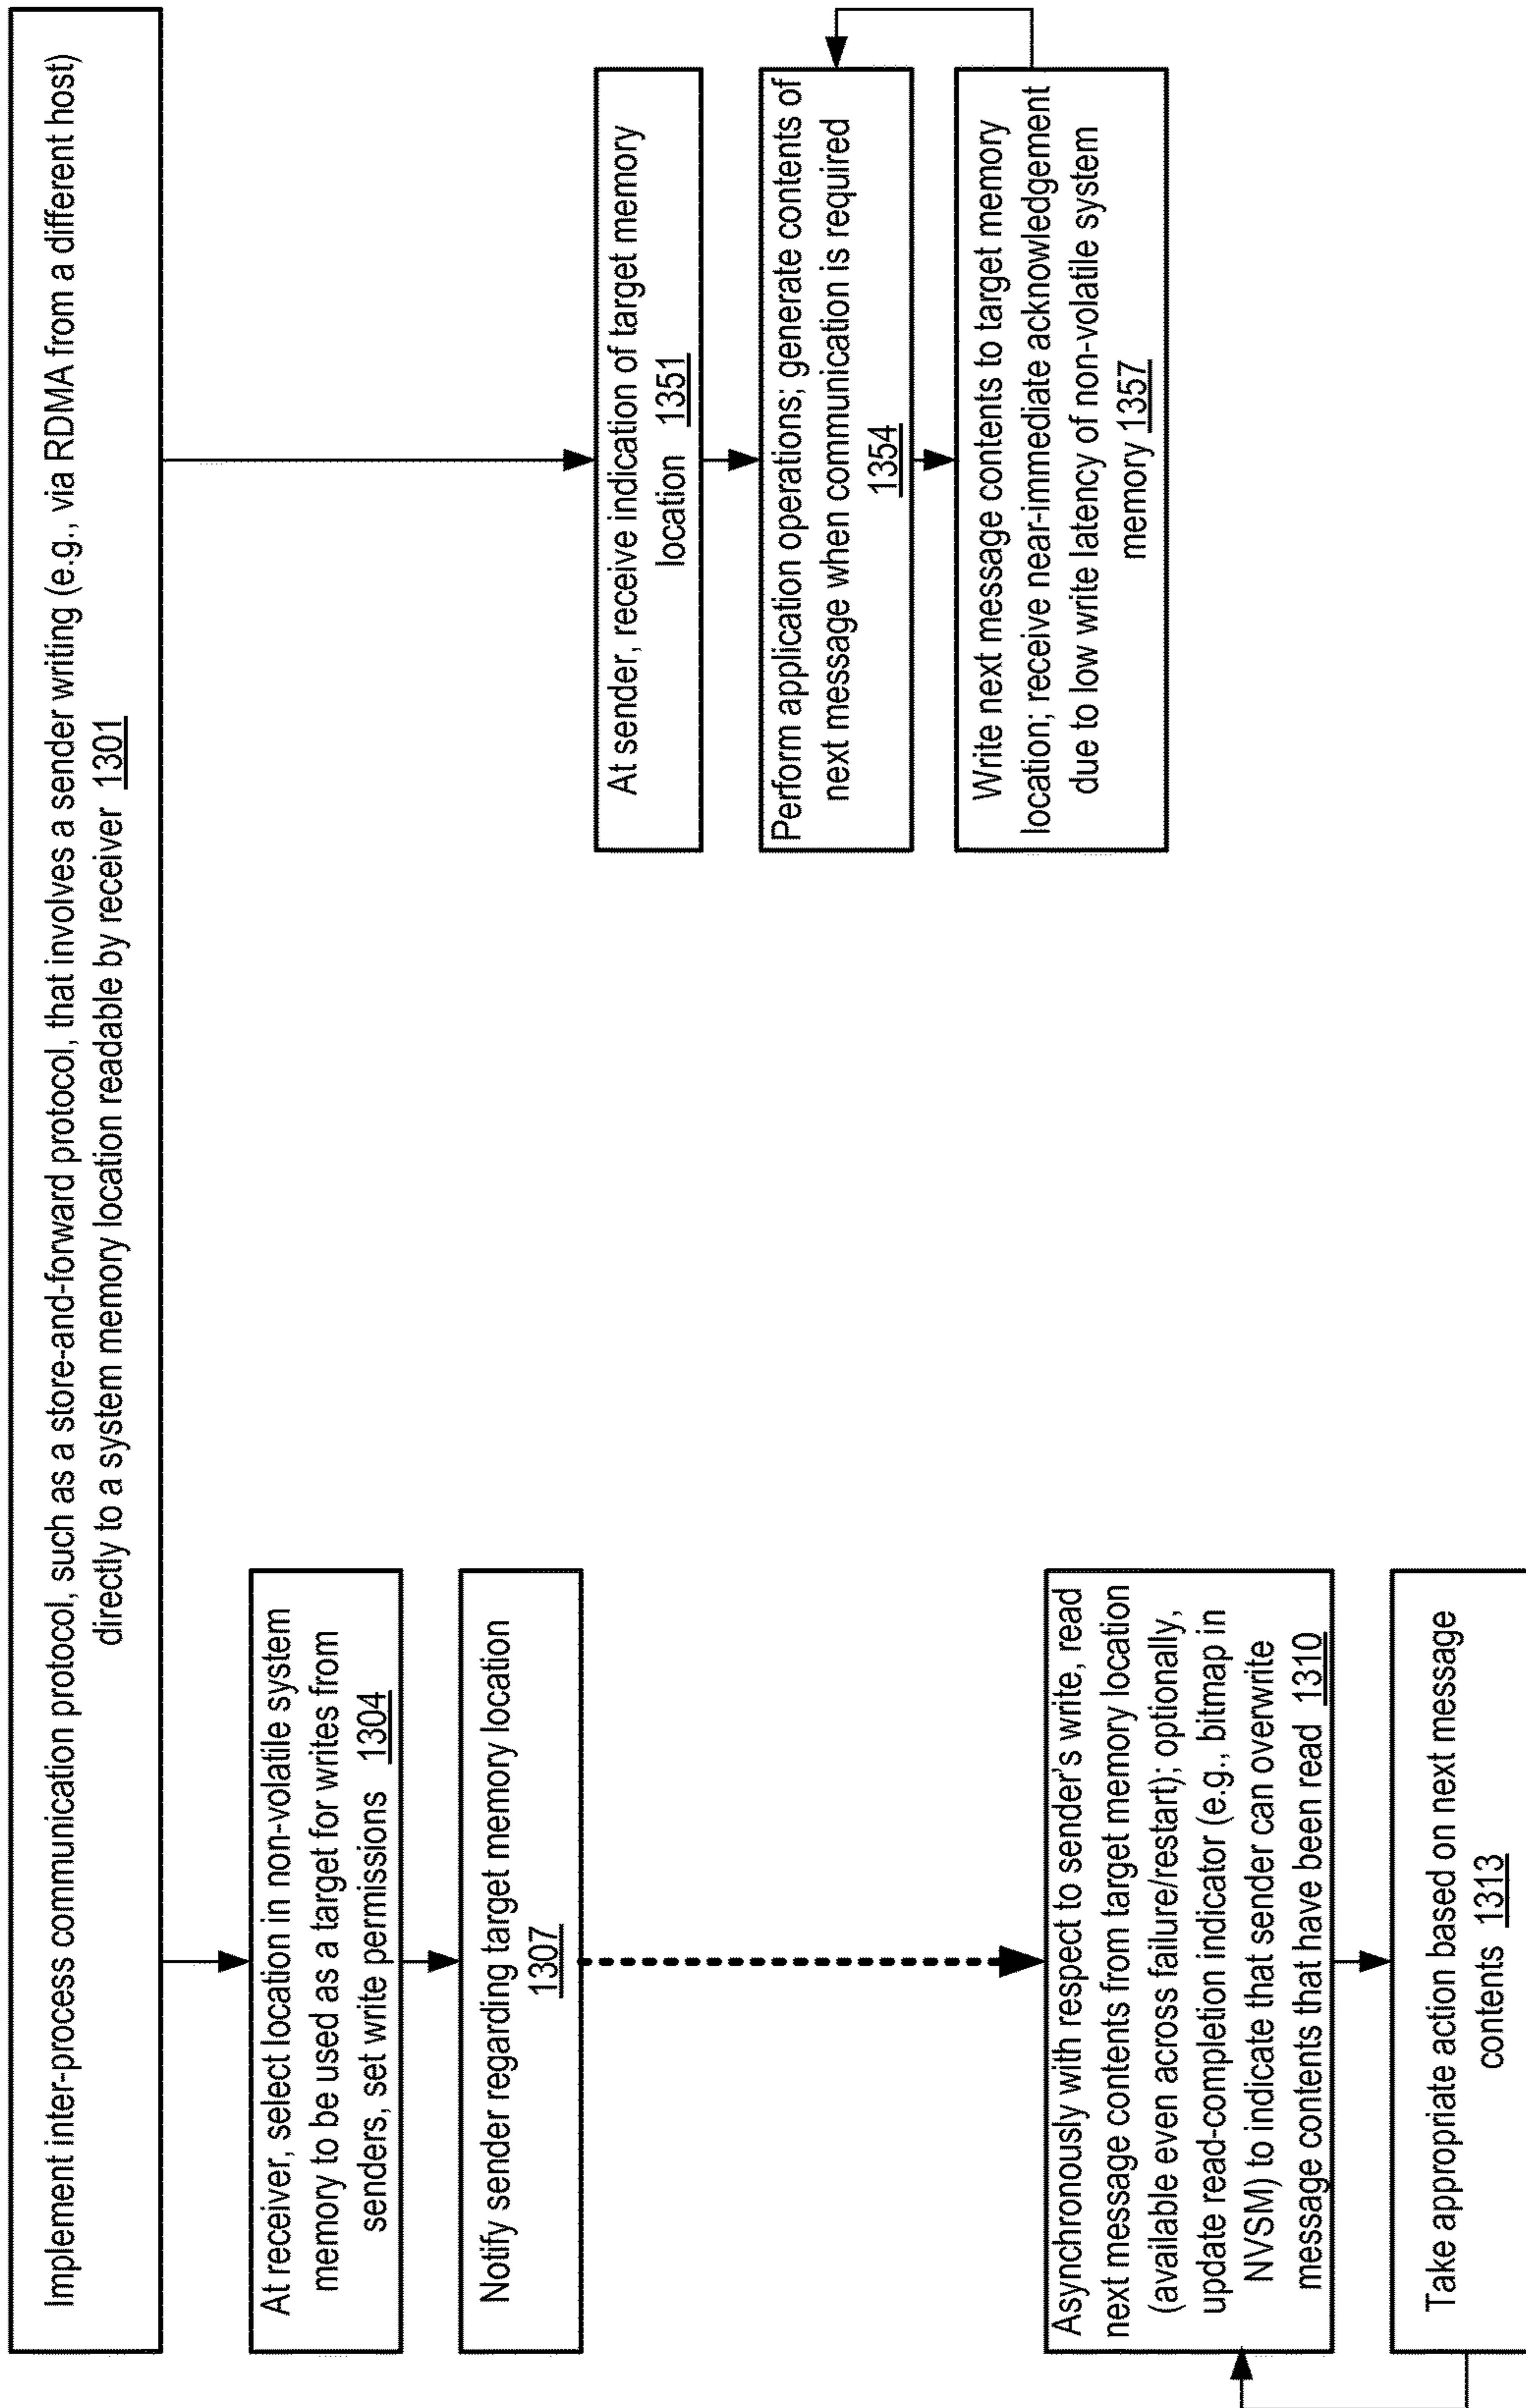 Implement inter-process communication protocol, such as a store-and-forward protocol, that involves a sender writing (e.g., via RDMA from a different host)
directly to a system memory location readable by receiver 1301
At receiver, select location in non-volatile system
memory to be used as a target for writes from
senders, set write permissions 1304
Notify sender regarding target memory location
1307
Asynchronously with respect to sender's write, read
next message contents from target memory location
(available even across failure/restart); optionally,
update read-completion indicator (e.g., bitmap in
NVSM) to indicate that sender can overwrite
message contents that have been read 1310
Take appropriate action based on next message
contents 1313
At sender, receive indication of target memory
location 1351
Perform application operations; generate contents of
next message when communication is required
1354
Write next message contents to target memory
location; receive near-immediate acknowledgement
due to low write latency of non-volatile system
memory 1357